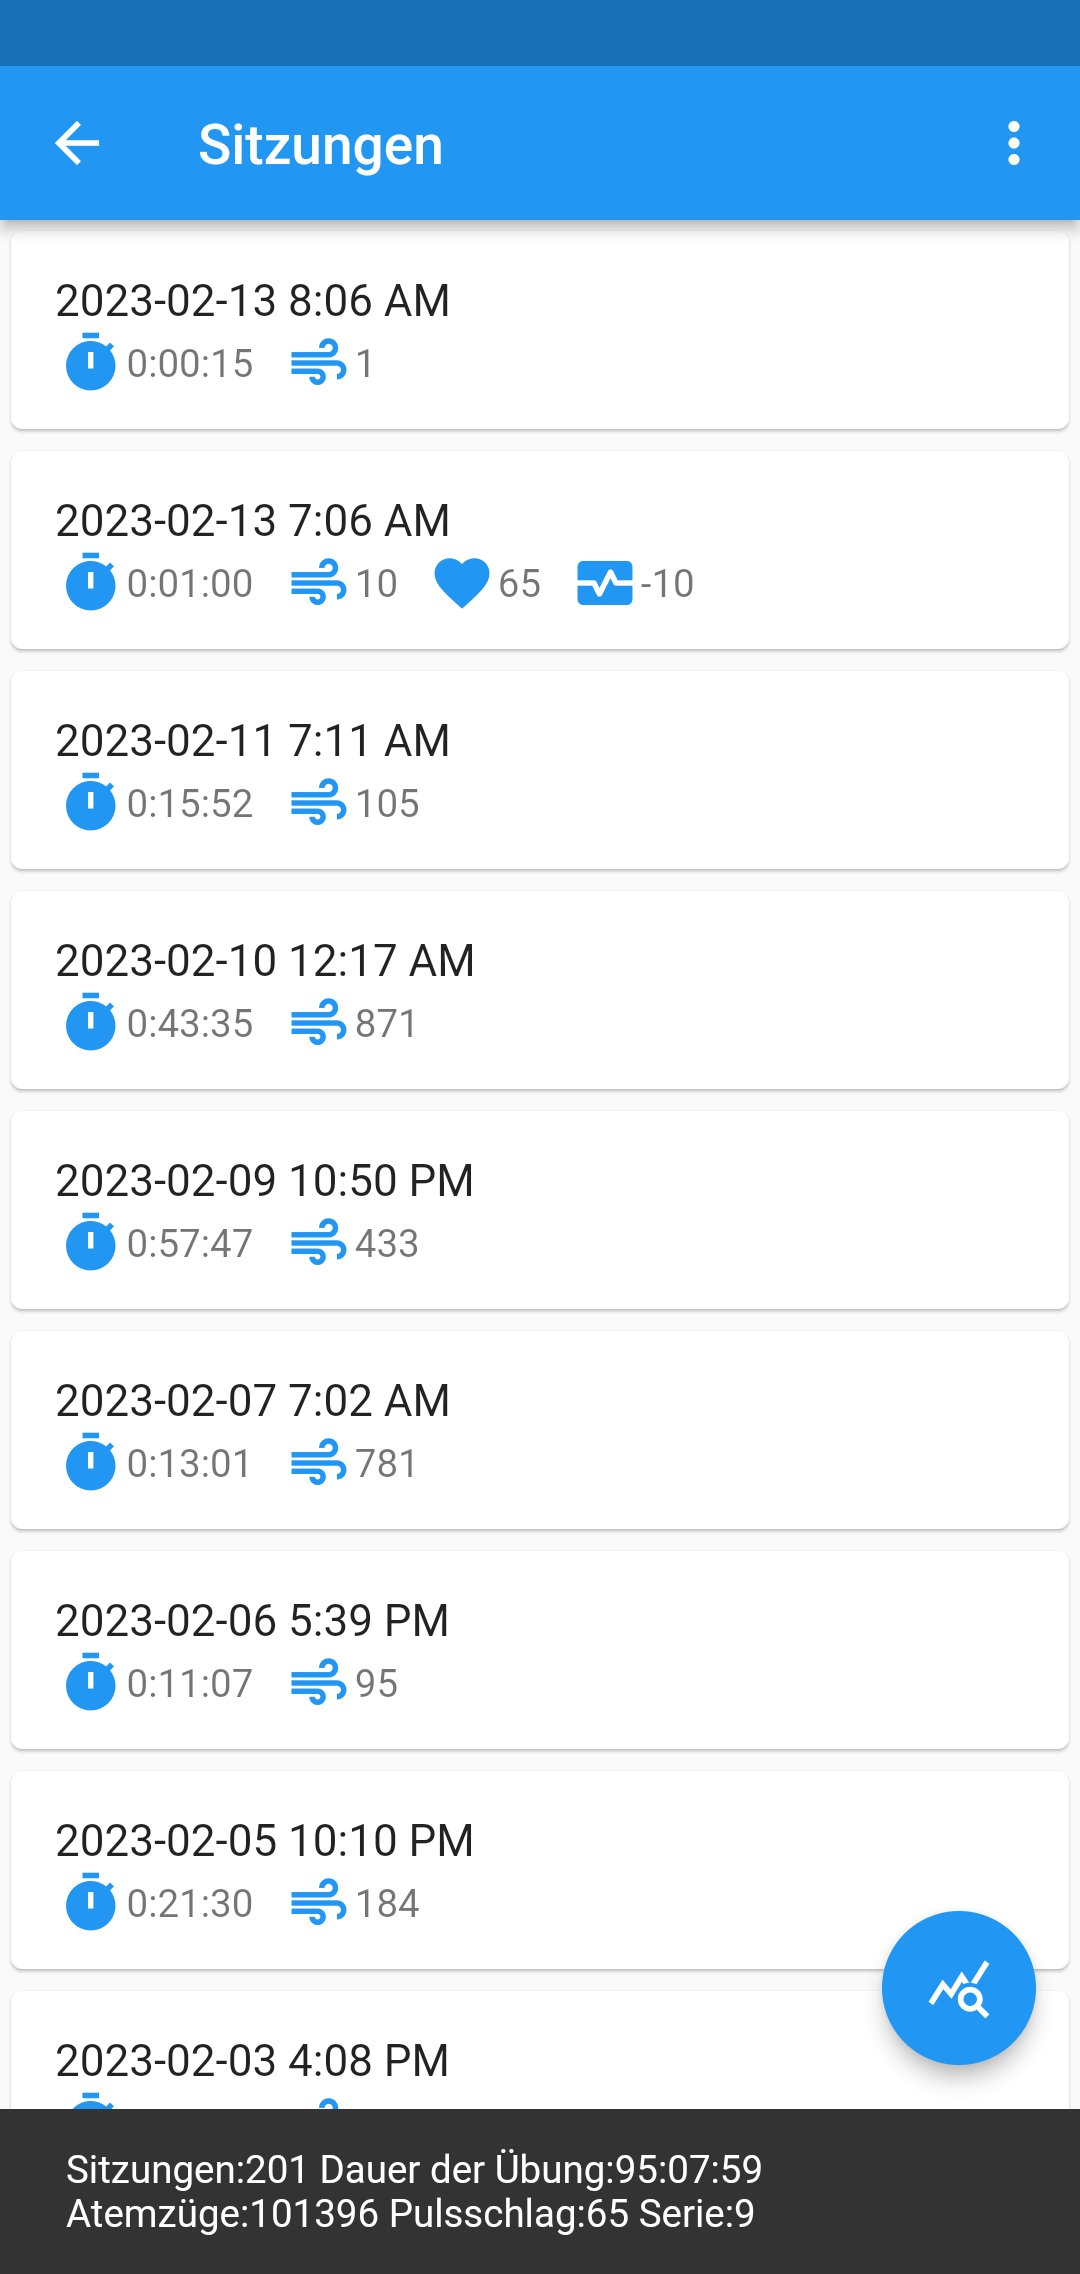 Sitzungen
2023-02-13 8:06 AM
0:00:15 1
2023-02-13 7:06 AM
0:01:00 10 65 -10
2023-02-11 7:11 AM
0:15:52 105
2023-02-10 12:17 AM
0:43:35 871
2023-02-09 10:50 PM
0:57:47 433
2023-02-07 7:02 AM
0:13:01 781
2023-02-06 5:39 PM
0:11:07 95
2023-02-05 10:10 PM
0:21:30 184
2023-02-03 4:08 PM
Sitzungen:201 Dauer der Übung:95:07:59
Atemzüge:101396 Pulsschlag:65 Serie:9